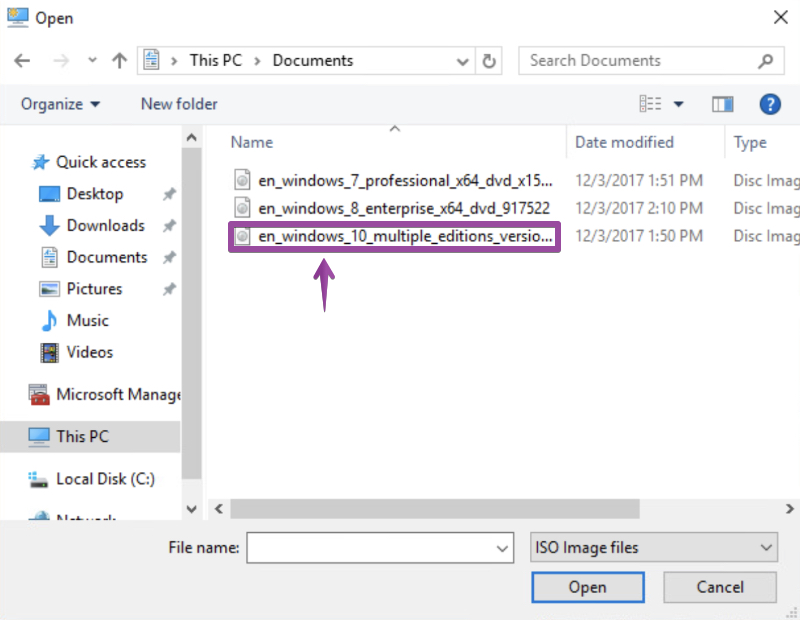 Open
This PC > Documents
Search Documents
Organize
New folder
?
Name
Date modified
Type
Quick access
Desktop
Downloads
Documents
Pictures
Music
Videos
Microsoft Manage
This PC
Local Disk (C:)
Network
en_windows_7_professional_x64_dvd_x15... 12/3/2017 1:51 PM Disc Imag
en_windows_8_enterprise_x64_dvd_917522 12/3/2017 2:10 PM Disc Imag
en_windows_10_multiple_editions_versio... 12/3/2017 1:50 PM Disc Imag
File name:
ISO Image files
Open
Cancel